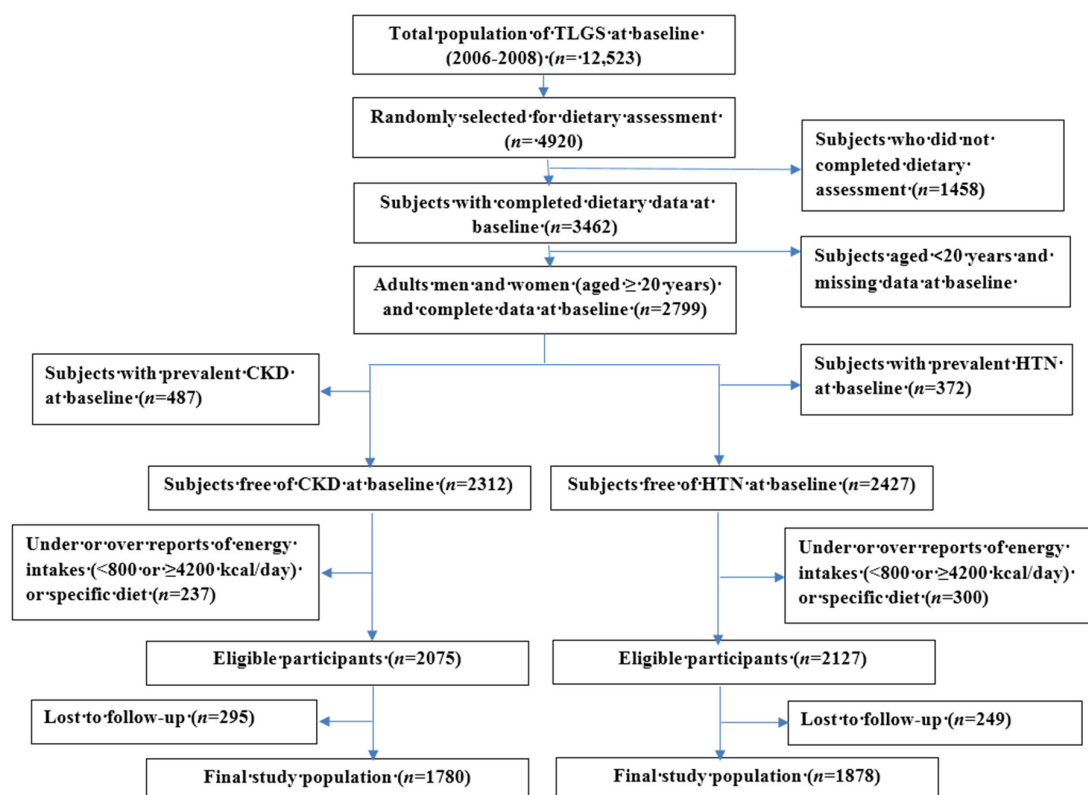 Total population of TLGS at baseline
(2006-2008) (n= 12,523)
Randomly selected for dietary assessment
(n= 4920)
Subjects who did not
completed dietary
assessment (n=1458)
Subjects with completed dietary data at
baseline (n=3462)
Subjects aged <20 years and
missing data at baseline
Adults men and women (aged ≥ 20 years)
and complete data at baseline (n=2799)
Subjects with prevalent CKD
at baseline (n=487)
Subjects with prevalent HTN
at baseline (n=372)
Subjects free of CKD at baseline (n=2312)
Subjects free of HTN at baseline (n=2427)
Under or over reports of energy
intakes (<800 or ≥4200 kcal/day)
or specific diet (n=237)
Under or over reports of energy
intakes (<800 or ≥4200 kcal/day)
or specific diet (n=300)
Eligible participants (n=2075)
Eligible participants (n=2127)
Lost to follow-up (n=295)
Lost to follow-up (n=249)
Final study population (n=1780)
Final study population (n=1878)